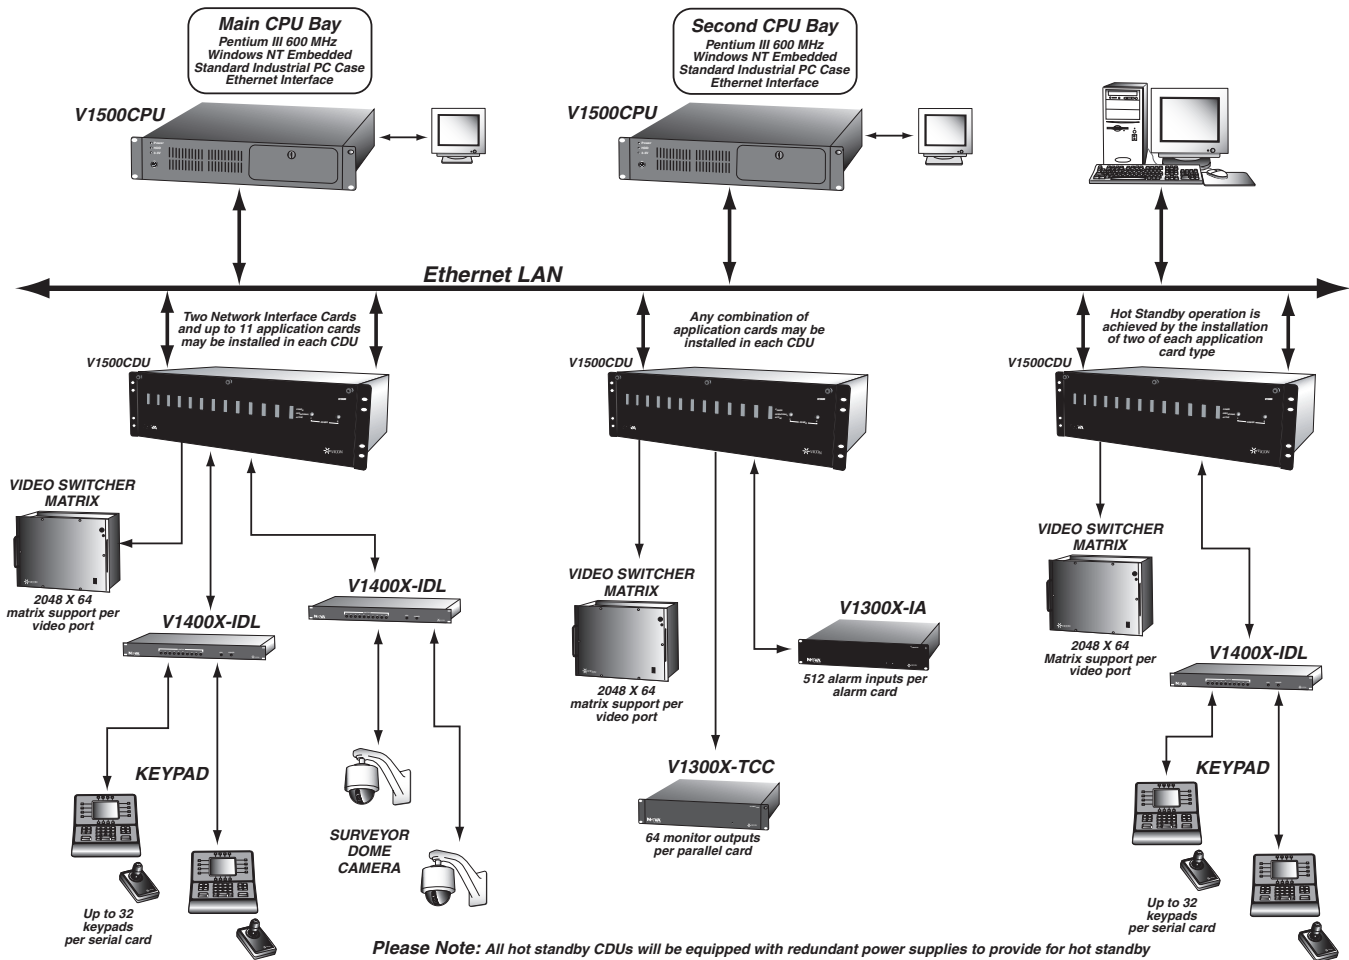 Main CPU Bay
Pentium III 600 MHz
Windows NT Embedded
Standard Industrial PC Case
Ethernet Interface
Second CPU Bay
Pentium III 600 MHz
Windows NT Embedded
Standard Industrial PC Case
Ethernet Interface
V1500CPU
V1500CPU
Ethernet LAN
Two Network Interface Cards
and up to 11 application cards
may be installed in each CDU
Any combination of
application cards may be
installed in each CDU
Hot Standby operation is
achieved by the installation
of two of each application
card type
V1500CDU
V1500CDU
V1500CDU
VIDEO SWITCHER
MATRIX
2048 X 64
matrix support per
video port
V1400X-IDL
V1400X-IDL
KEYPAD
Up to 32
keypads
per serial card
SURVEYOR
DOME
CAMERA
VIDEO SWITCHER
MATRIX
2048 X 64
matrix support per
video port
V1300X-IA
512 alarm inputs per
alarm card
V1300X-TCC
64 monitor outputs
per parallel card
VIDEO SWITCHER
MATRIX
2048 X 64
Matrix support per
video port
V1400X-IDL
KEYPAD
Up to 32
keypads
per serial card
Please Note: All hot standby CDUs will be equipped with redundant power supplies to provide for hot standby